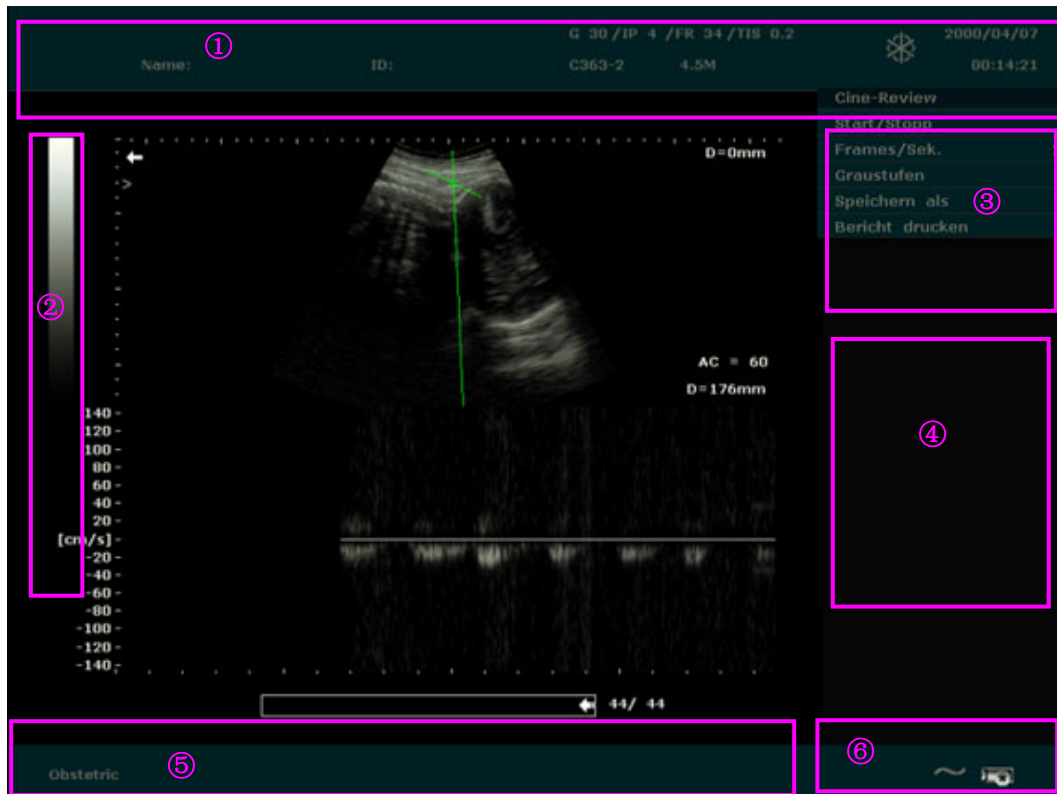 ①
G 30 /IP 4 /FR 34 /TIS 0.2
2000/04/07
Name: ID: C363-2 4.5M 00:14:21
Cine-Review
Start/Stopp
Frames/Sek.
Graustufen
Speichern als
Bericht drucken
③
②
D=0mm
AC = 60
D=176mm
④
140
120
100
80
60
40
20
[cm/s]
-20
-40
-60
-80
-100
-120
-140
44/ 44
Obstetric
⑤
⑥